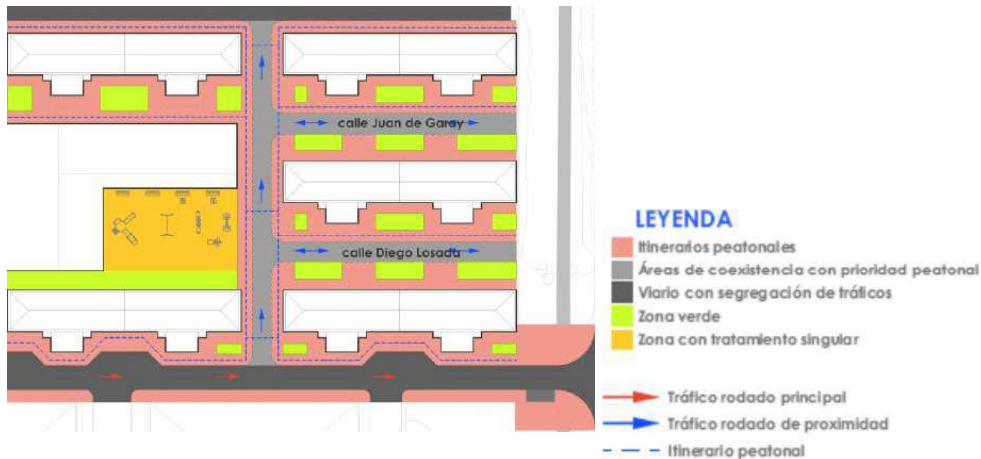 calle Juan de Garay
calle Diego Losada
LEYENDA
Itinerarios peatonales
Áreas de coexistencia con prioridad peatonal
Viario con segregación de tráficos
Zona verde
Zona con tratamiento singular
Tráfico rodado principal
Tráfico rodado de proximidad
Itinerario peatonal